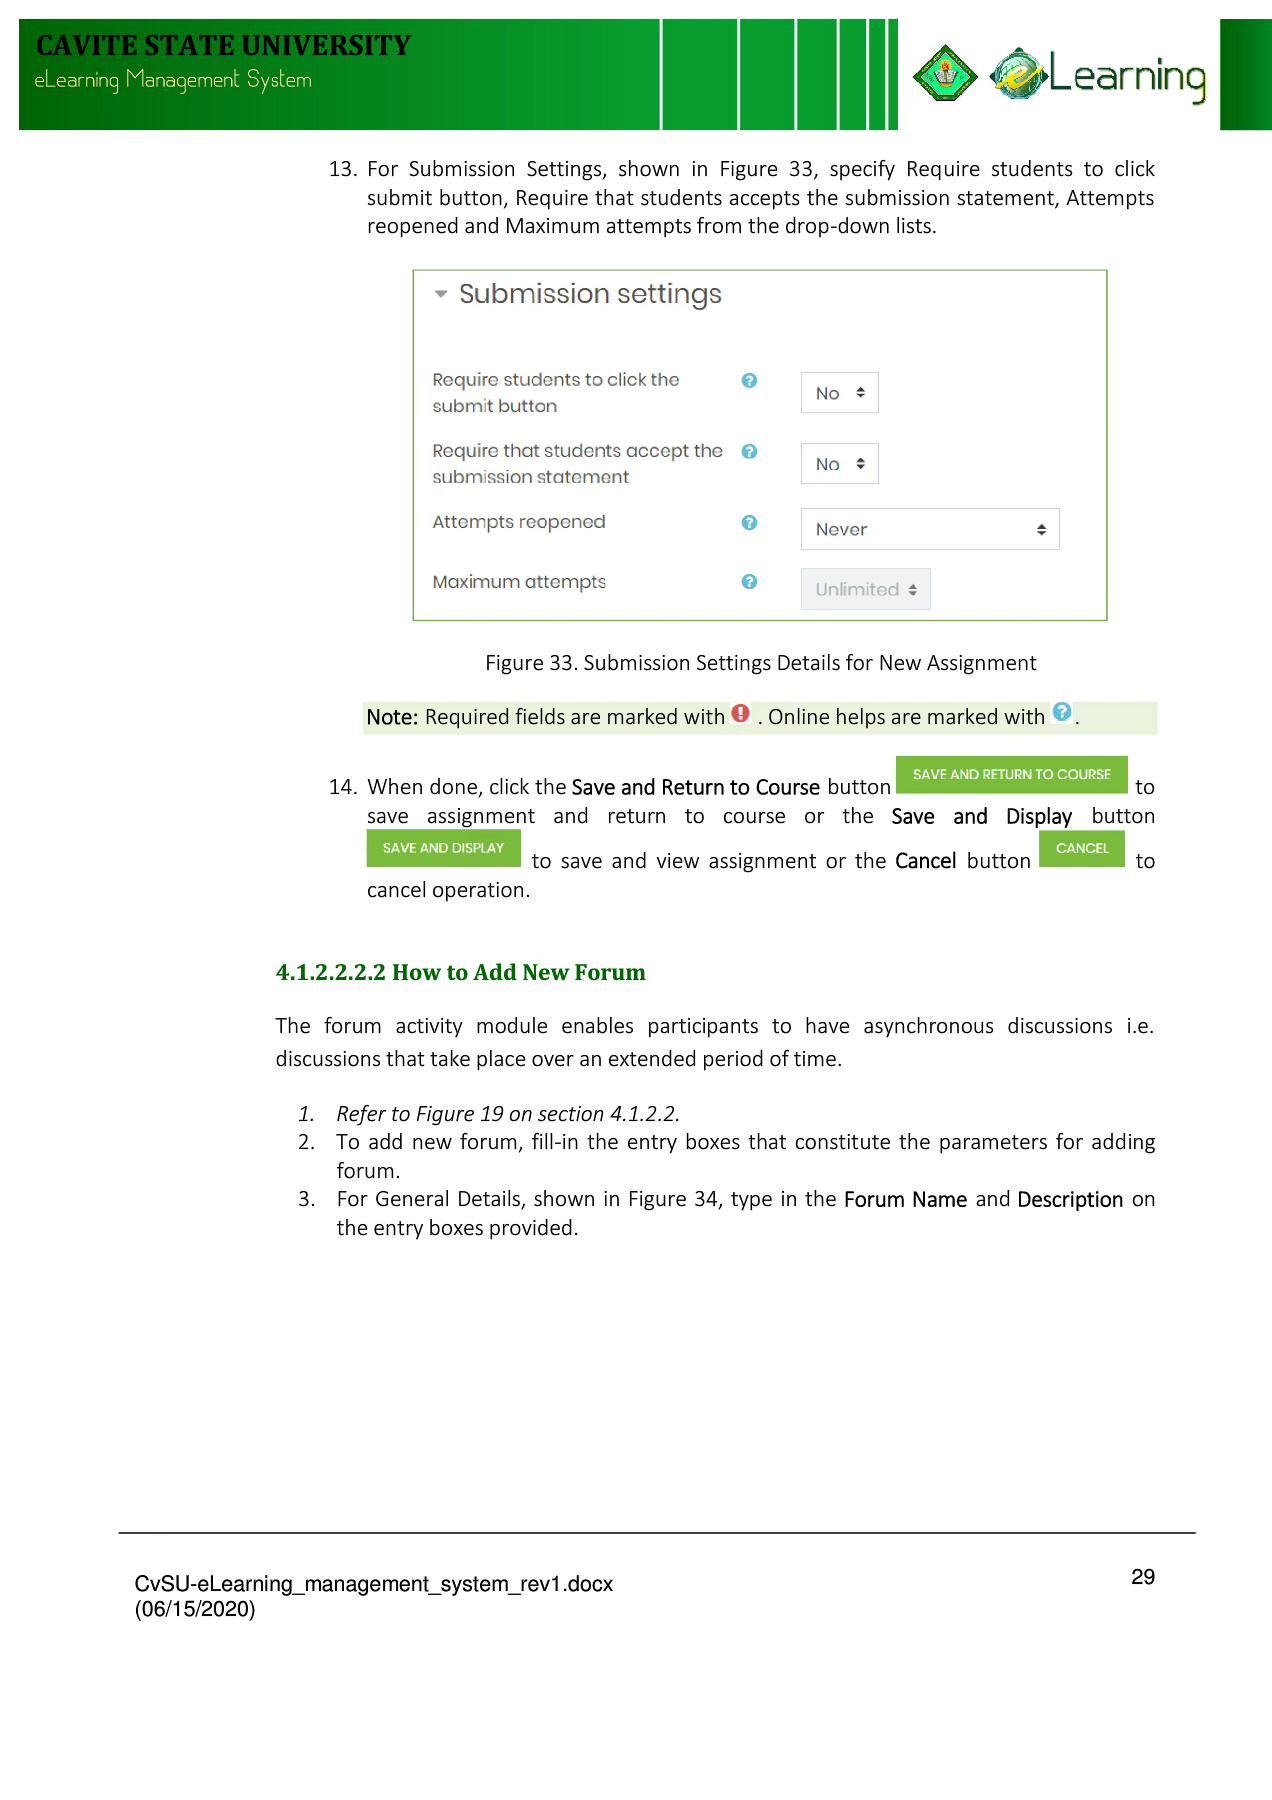 CAVITE STATE UNIVERSITY
eLearning Management System
eLearning
13. For Submission Settings, shown in Figure 33, specify Require students to click
submit button, Require that students accepts the submission statement, Attempts
reopened and Maximum attempts from the drop-down lists.
Submission settings
Require students to click the
submit button
No
Require that students accept the
submission statement
No
Attempts reopened
Never
Maximum attempts
Unlimited
Figure 33. Submission Settings Details for New Assignment
Note: Required fields are marked with . Online helps are marked with .
14. When done, click the Save and Return to Course button SAVE AND RETURN TO COURSE to
save assignment and return to course or the Save and Display button
SAVE AND DISPLAY to save and view assignment or the Cancel button CANCEL to
cancel operation.
4.1.2.2.2.2 How to Add New Forum
The forum activity module enables participants to have asynchronous discussions i.e.
discussions that take place over an extended period of time.
1. Refer to Figure 19 on section 4.1.2.2.
2. To add new forum, fill-in the entry boxes that constitute the parameters for adding
forum.
3. For General Details, shown in Figure 34, type in the Forum Name and Description on
the entry boxes provided.
CvSU-eLearning_management_system_rev1.docx
(06/15/2020)
29